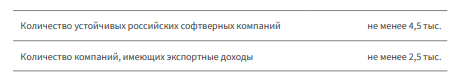 Количество устойчивых российских софтверных компаний не менее 4,5 тыс.
Количество компаний, имеющих экспортные доходы не менее 2,5 тыс.